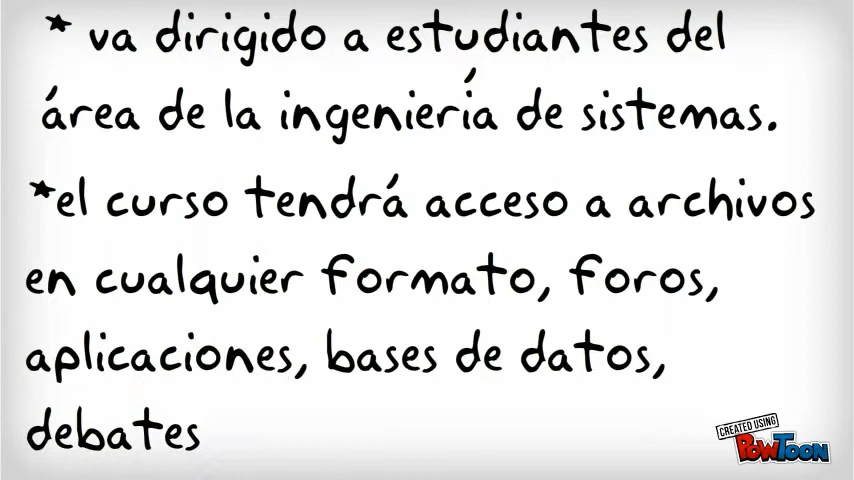 * va dirigido a estudiantes del
área de la ingeniería de sistemas.
*el curso tendrá acceso a archivos
en cualquier formato, foros,
aplicaciones, bases de datos,
debates
CREATED USING
POWTOON